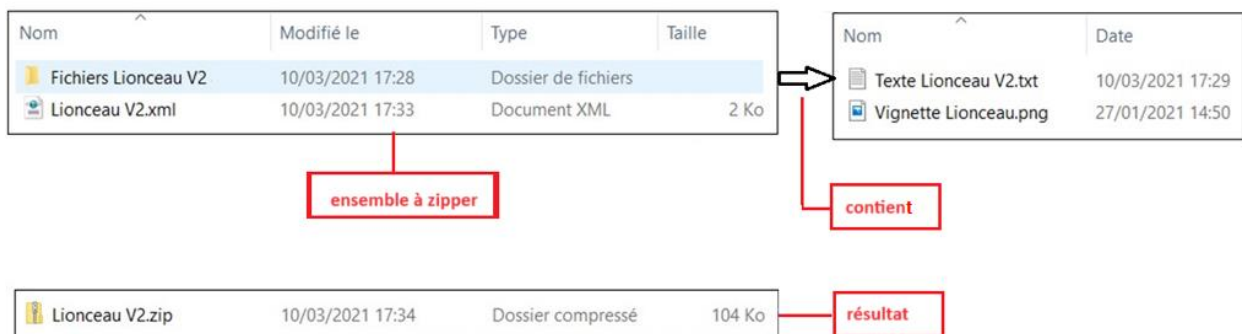 Nom Modifié le Type Taille
Fichiers Lionceau V2 10/03/2021 17:28 Dossier de fichiers
Lionceau V2.xml 10/03/2021 17:33 Document XML 2 Ko
Nom Date
Texte Lionceau V2.txt 10/03/2021 17:29
Vignette Lionceau.png 27/01/2021 14:50
ensemble à zipper
contient
Lionceau V2.zip 10/03/2021 17:34 Dossier compressé 104 Ko
résultat